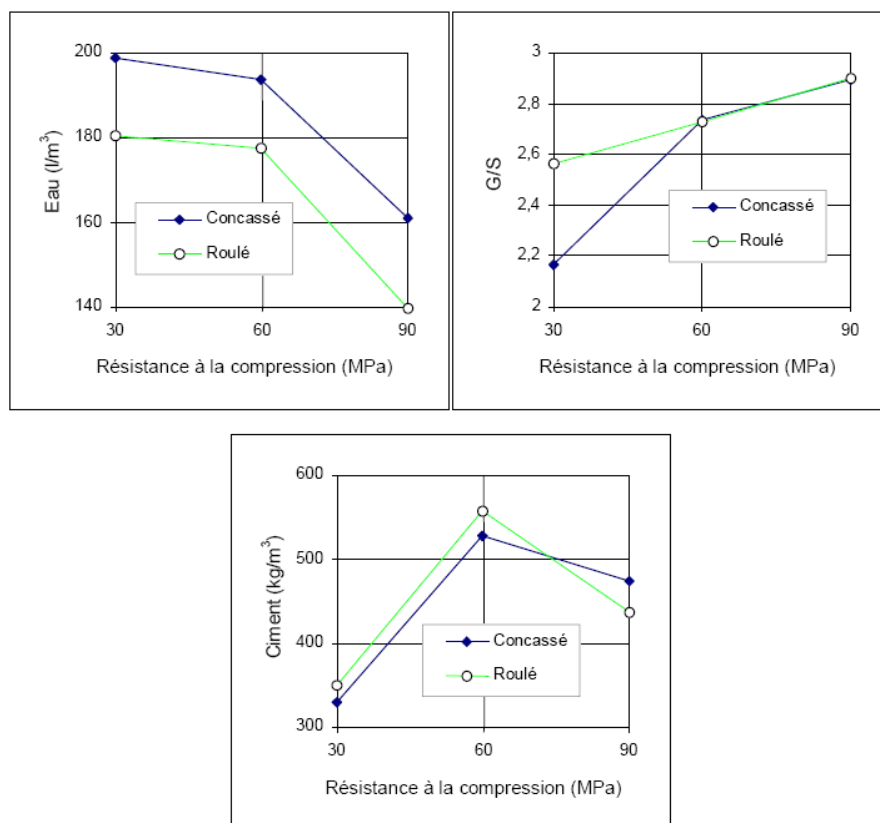 200
180
160
140
Eau (l/m³)
Concassé
Roulé
30 60 90
Résistance à la compression (MPa)
3
2,8
2,6
2,4
2,2
2
G/S
Concassé
Roulé
30 60 90
Résistance à la compression (MPa)
600
500
400
300
Ciment (kg/m³)
Concassé
Roulé
30 60 90
Résistance à la compression (MPa)